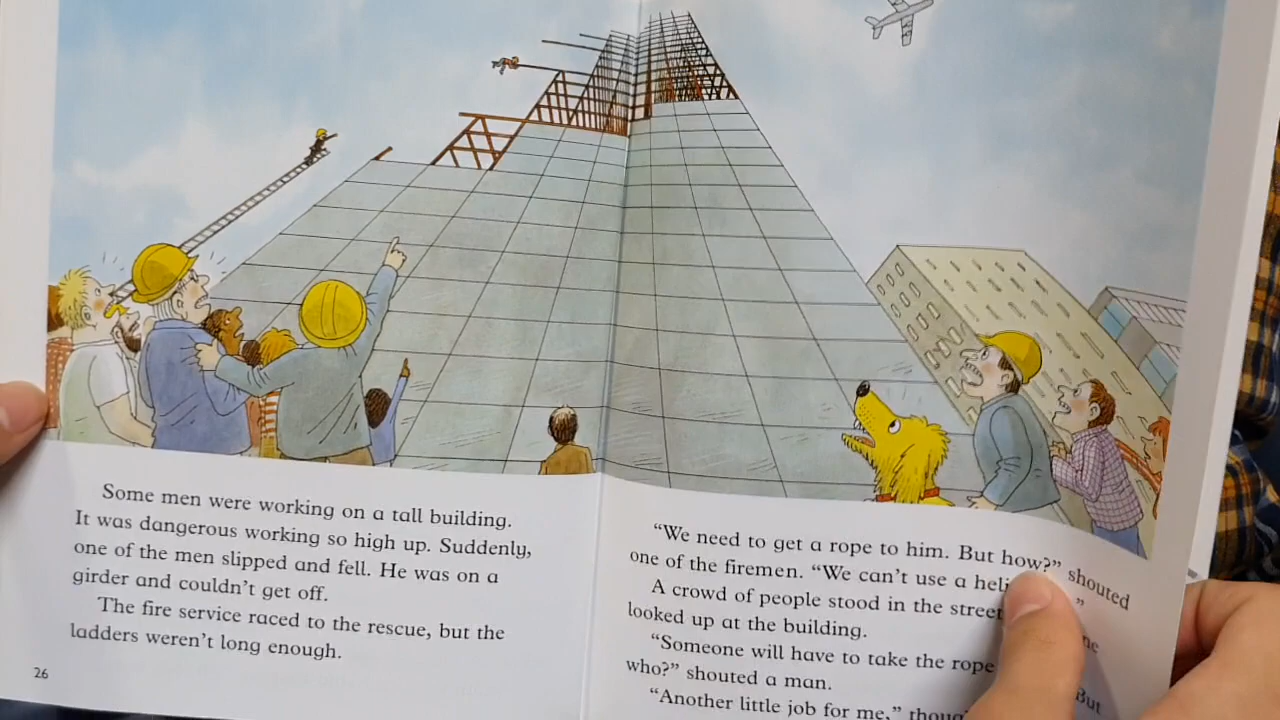 Some men were working on a tall building.
It was dangerous working so high up. Suddenly,
one of the men slipped and fell. He was on a
girder and couldn't get off.
The fire service raced to the rescue, but the
ladders weren't long enough.
26
“We need to get a rope to him. But how?” shouted
one of the firemen. “We can't use a ”
A crowd of people stood in the street
looked up at the building.
“Someone will have to take the rope But
who?” shouted a man.
“Another little job for me,”